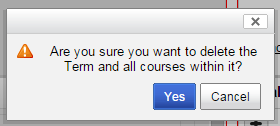 Are you sure you want to delete the
Term and all courses within it?
Yes
Cancel